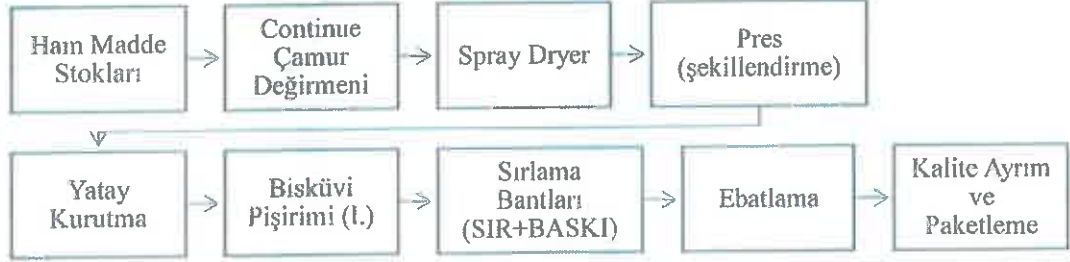 Ham Madde
Stokları
Continue
Çamur
Değirmeni
Spray Dryer
Pres
(şekillendirme)
Yatay
Kurutma
Bisküvi
Pişirimi (1.)
Sırlama
Bantları
(SIR+BASKI)
Ebatlama
Kalite Ayrım
ve
Paketleme